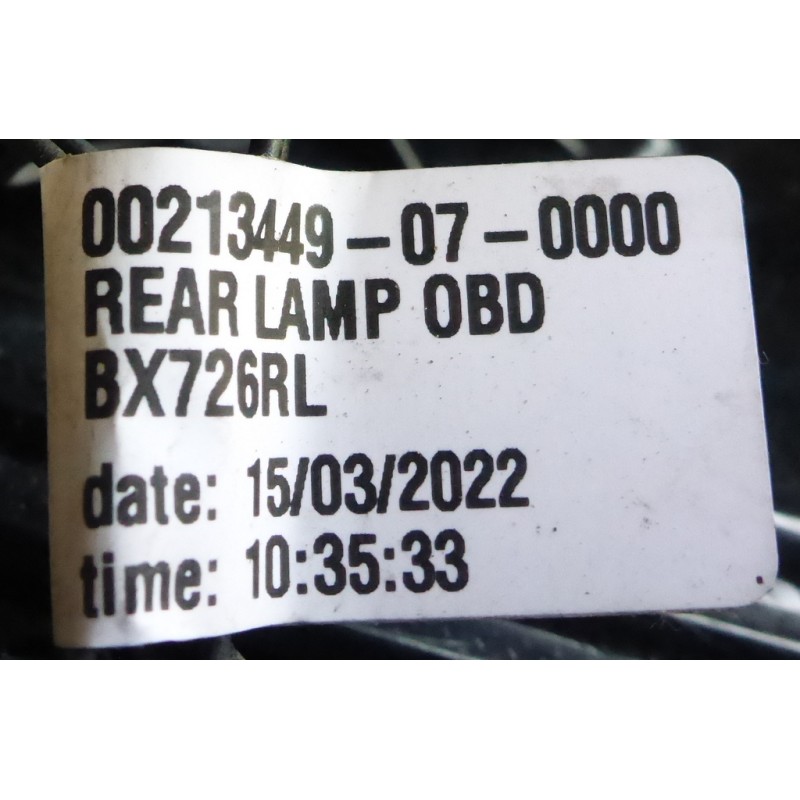 00213449-07-0000
REAR LAMP OBD
BX726RL
date: 15/03/2022
time: 10:35:33